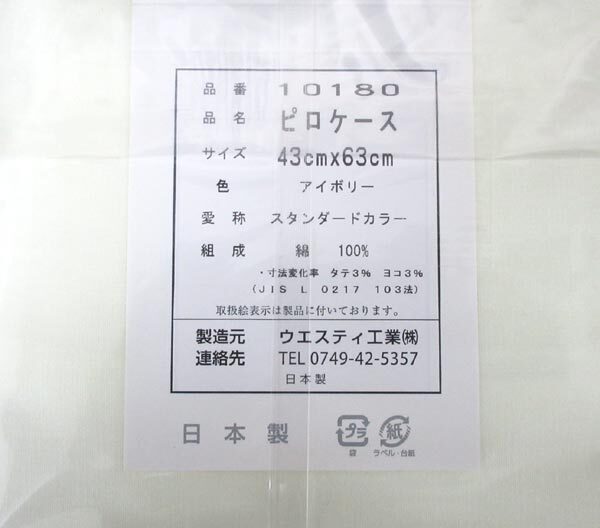 品番 10180
品名 ピロケース
サイズ 43cm×63cm
色 アイボリー
愛称 スタンダードカラー
組成 綿 100%
・寸法変化率 タテ3% ヨコ3%
(JIS L 0217 103法)
取扱絵表示は製品に付いております。
製造元 ウエスティ工業㈱
連絡先 TEL 0749-42-5357
日本製
日本製 プラ 紙
袋 ラベル・台紙